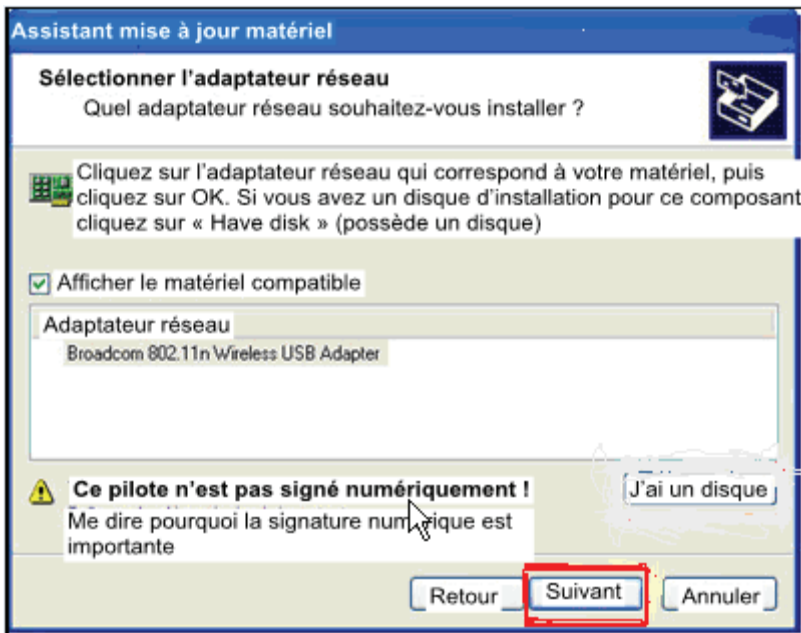 Assistant mise à jour matériel
Sélectionner l'adaptateur réseau
Quel adaptateur réseau souhaitez-vous installer ?
Cliquez sur l'adaptateur réseau qui correspond à votre matériel, puis
cliquez sur OK. Si vous avez un disque d'installation pour ce composant
cliquez sur « Have disk » (possède un disque)
Afficher le matériel compatible
Adaptateur réseau
Broadcom 802.11n Wireless USB Adapter
Ce pilote n'est pas signé numériquement !
J'ai un disque
Me dire pourquoi la signature numérique est
importante
Retour
Suivant
Annuler